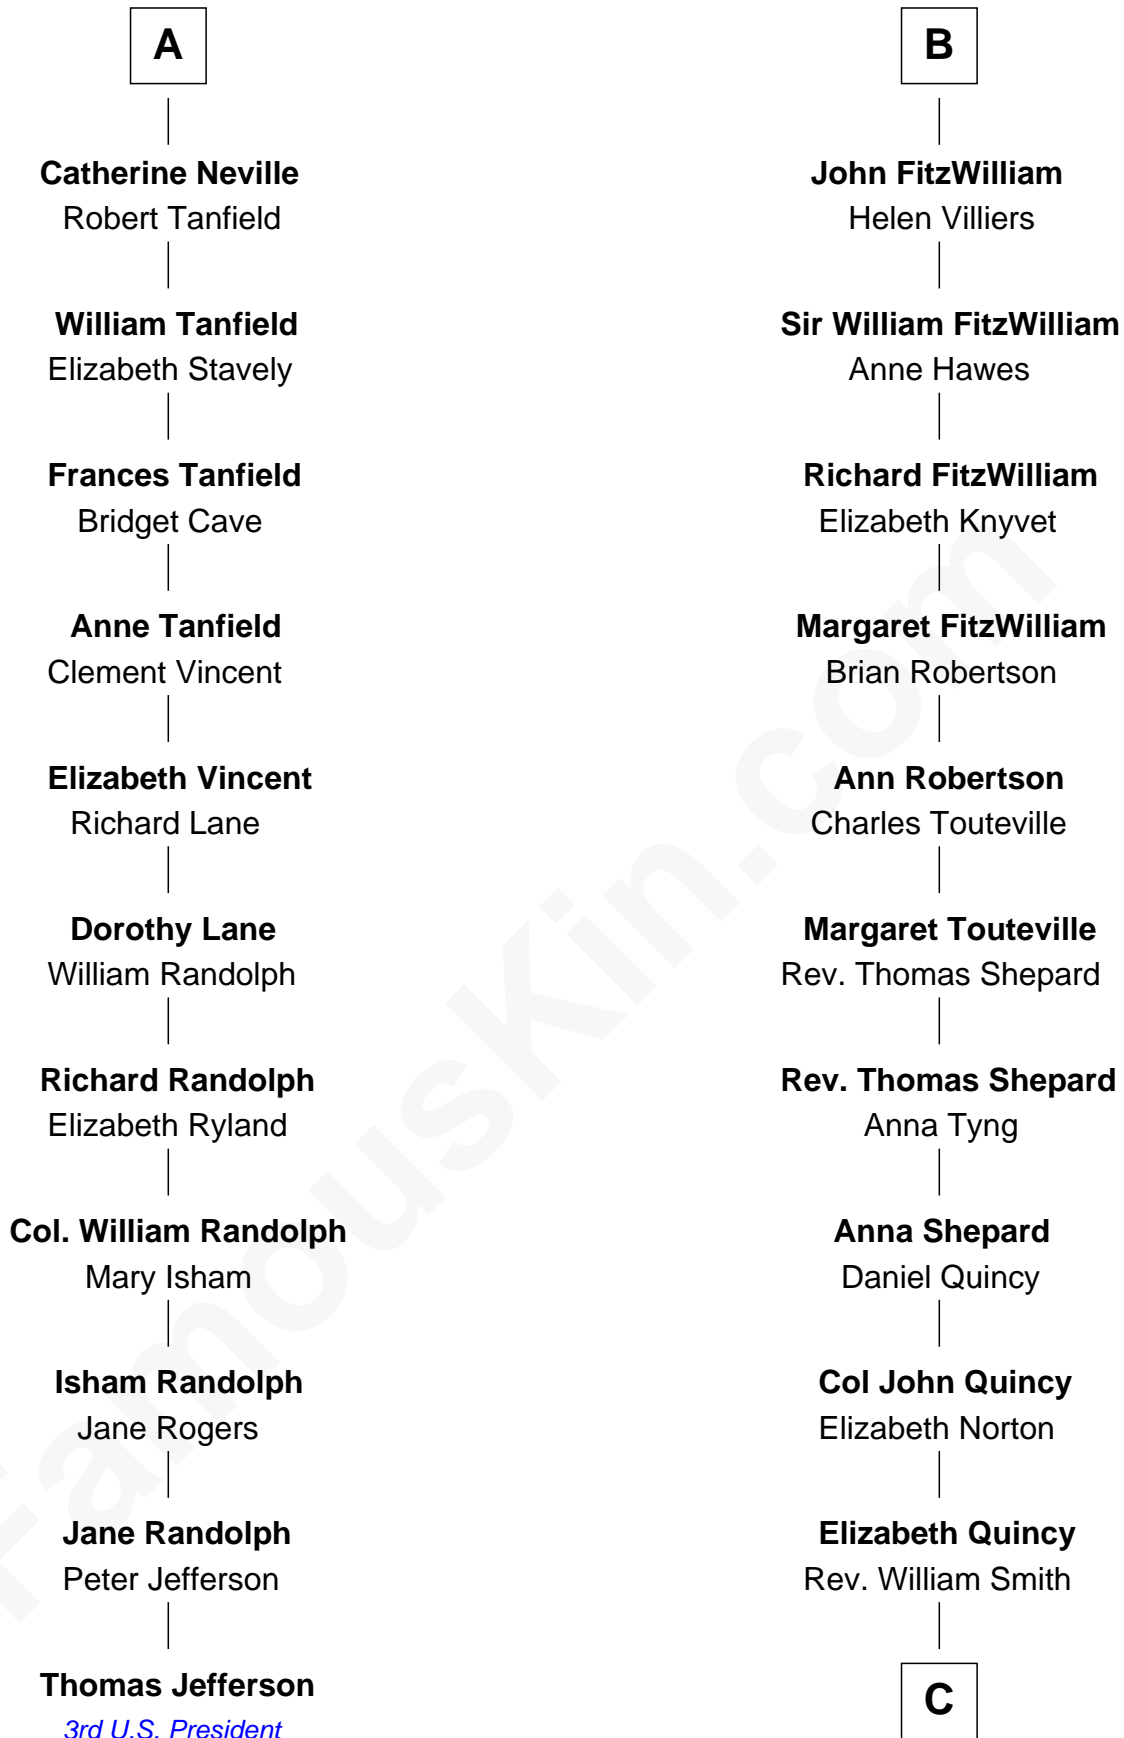 A
Catherine Neville
Robert Tanfield
William Tanfield
Elizabeth Stavely
Frances Tanfield
Bridget Cave
Anne Tanfield
Clement Vincent
Elizabeth Vincent
Richard Lane
Dorothy Lane
William Randolph
Richard Randolph
Elizabeth Ryland
Col. William Randolph
Mary Isham
Isham Randolph
Jane Rogers
Jane Randolph
Peter Jefferson
Thomas Jefferson
3rd U.S. President
B
John FitzWilliam
Helen Villiers
Sir William FitzWilliam
Anne Hawes
Richard FitzWilliam
Elizabeth Knyvet
Margaret FitzWilliam
Brian Robertson
Ann Robertson
Charles Touteville
Margaret Touteville
Rev. Thomas Shepard
Rev. Thomas Shepard
Anna Tyng
Anna Shepard
Daniel Quincy
Col John Quincy
Elizabeth Norton
Elizabeth Quincy
Rev. William Smith
C
FamousKin.com